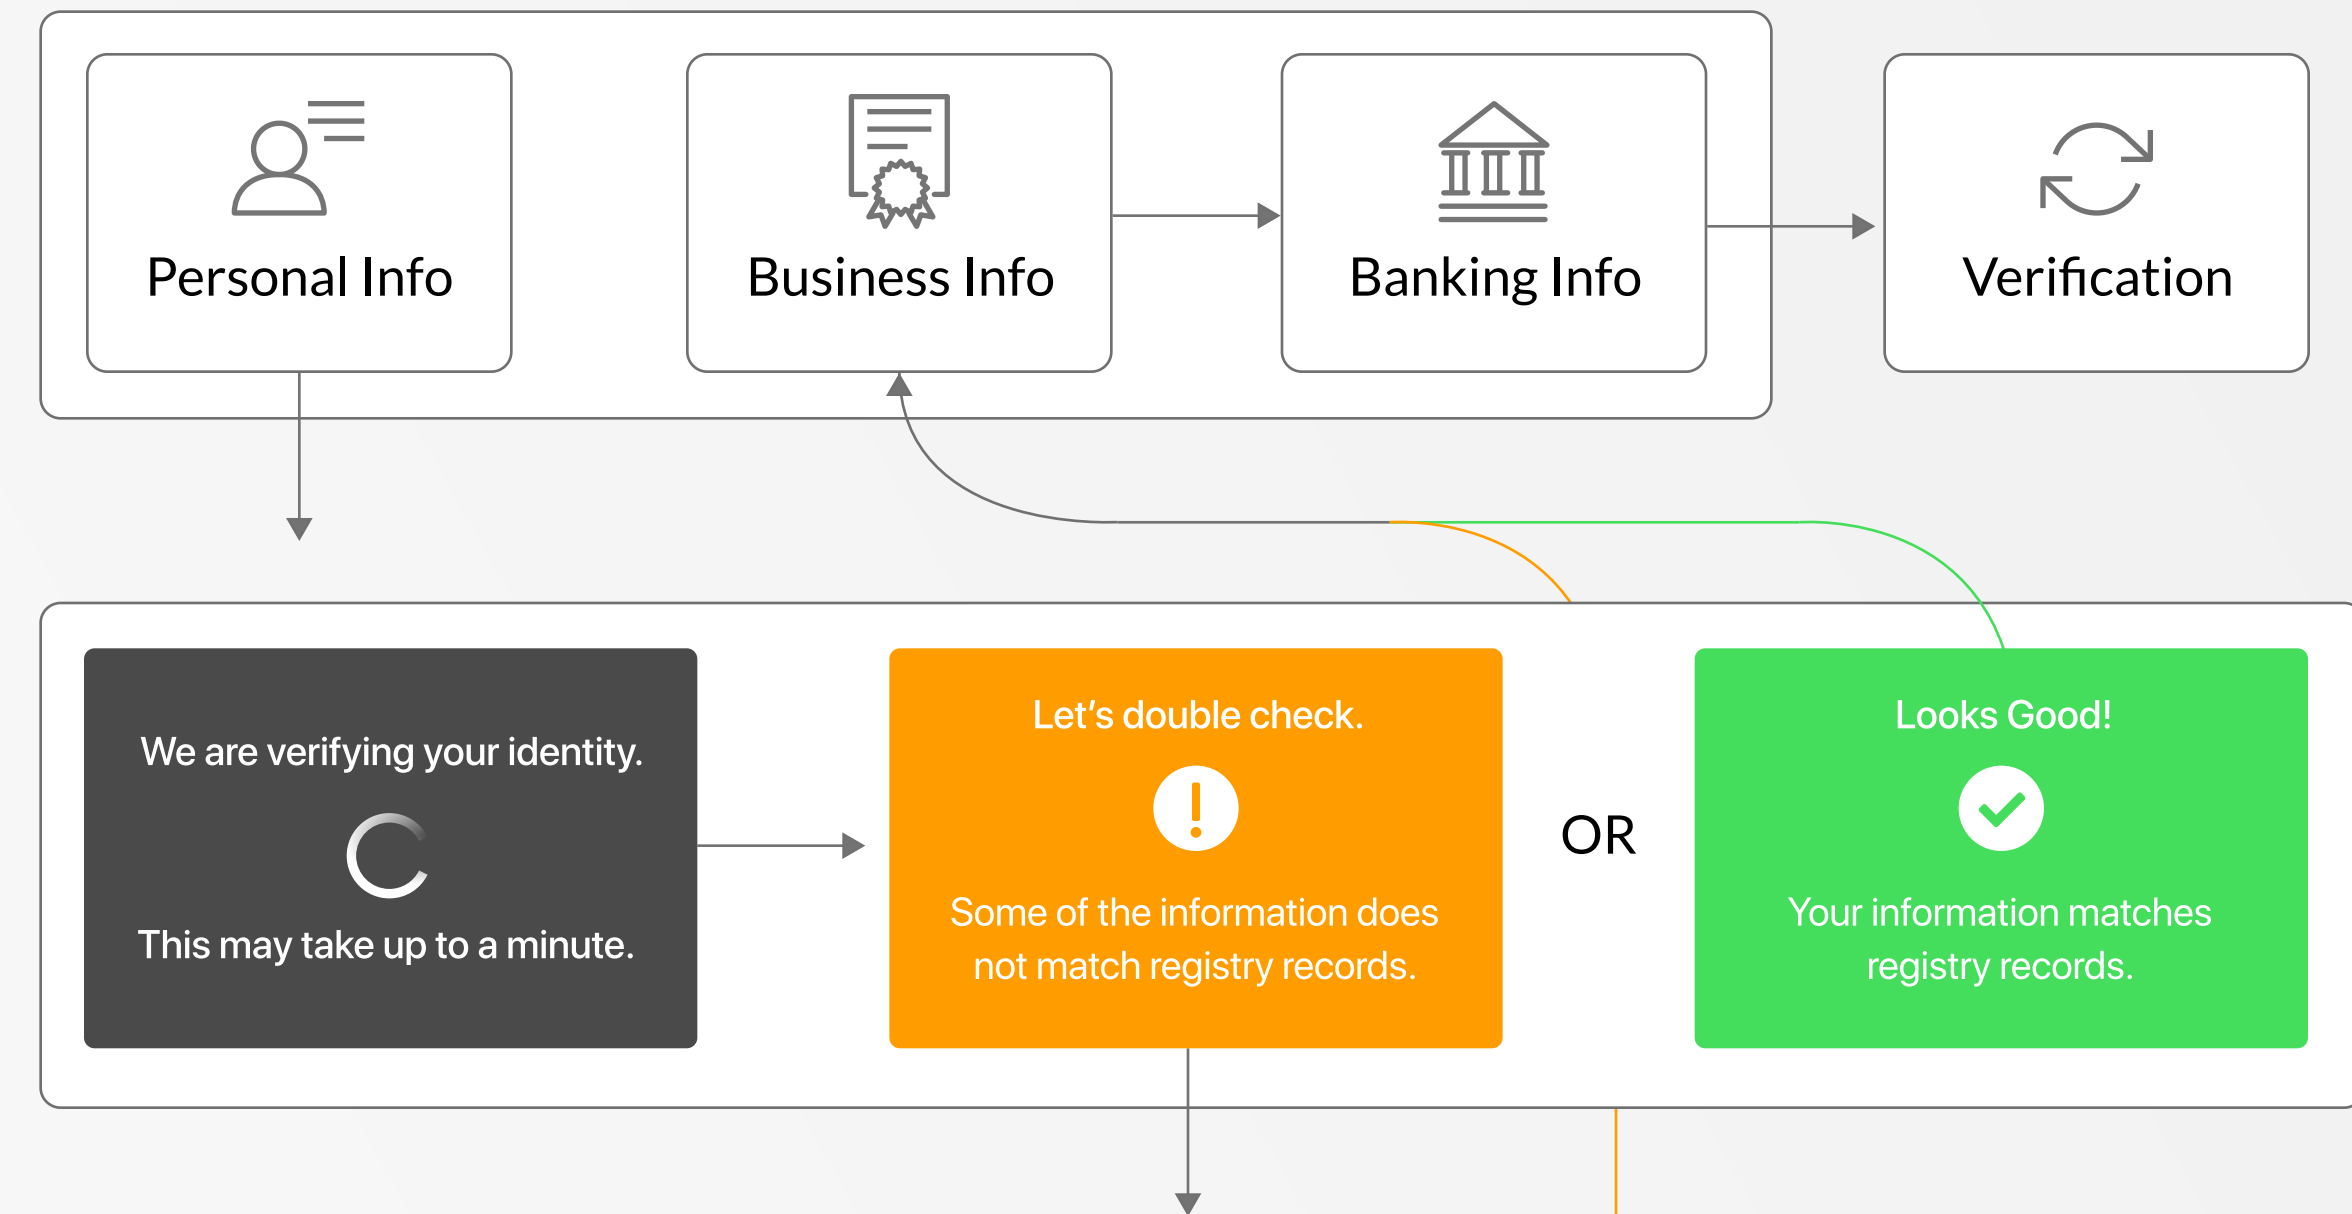 Personal Info
Business Info
Banking Info
Verification
We are verifying your identity.
This may take up to a minute.
Let's double check.
Some of the information does
not match registry records.
OR
Looks Good!
Your information matches
registry records.